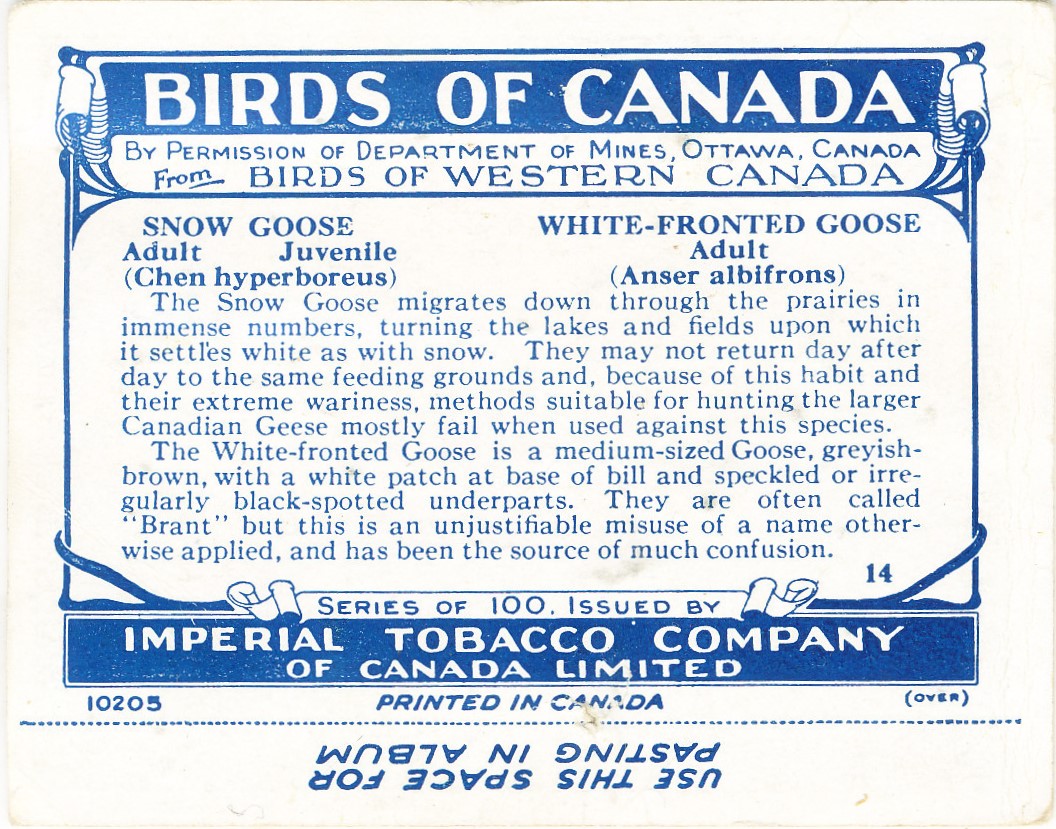 BIRDS OF CANADA
BY PERMISSION OF DEPARTMENT OF MINES, OTTAWA, CANADA
From BIRDS OF WESTERN CANADA
SNOW GOOSE WHITE-FRONTED GOOSE
Adult Juvenile Adult
(Chen hyperboreus) (Anser albifrons)
The Snow Goose migrates down through the prairies in
immense numbers, turning the lakes and fields upon which
it settles white as with snow. They may not return day after
day to the same feeding grounds and, because of this habit and
their extreme wariness, methods suitable for hunting the larger
Canadian Geese mostly fail when used against this species.
The White-fronted Goose is a medium-sized Goose, greyish-
brown, with a white patch at base of bill and speckled or irre-
gularly black-spotted underparts. They are often called
"Brant" but this is an unjustifiable misuse of a name other-
wise applied, and has been the source of much confusion.
14
SERIES OF 100. ISSUED BY
IMPERIAL TOBACCO COMPANY
OF CANADA LIMITED
10205 PRINTED IN CANADA (OVER)
USE THIS SPACE FOR
PASTING IN ALBUM